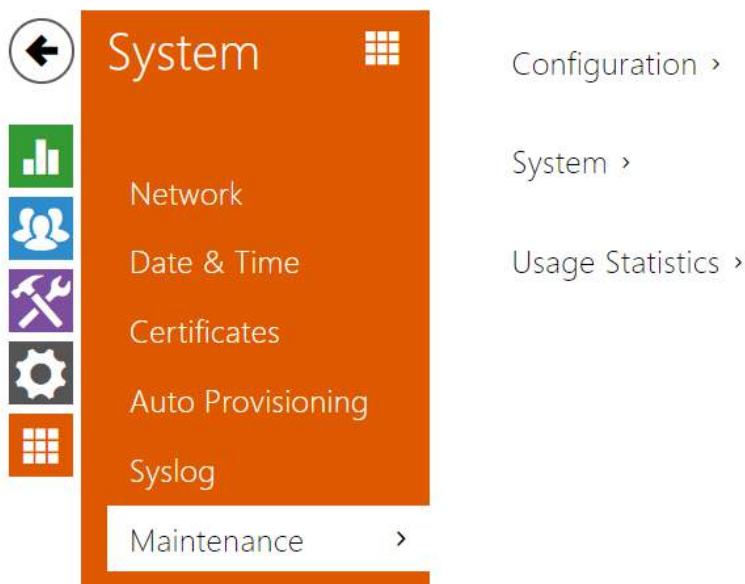 System
Network
Date & Time
Certificates
Auto Provisioning
Syslog
Maintenance
Configuration
System
Usage Statistics